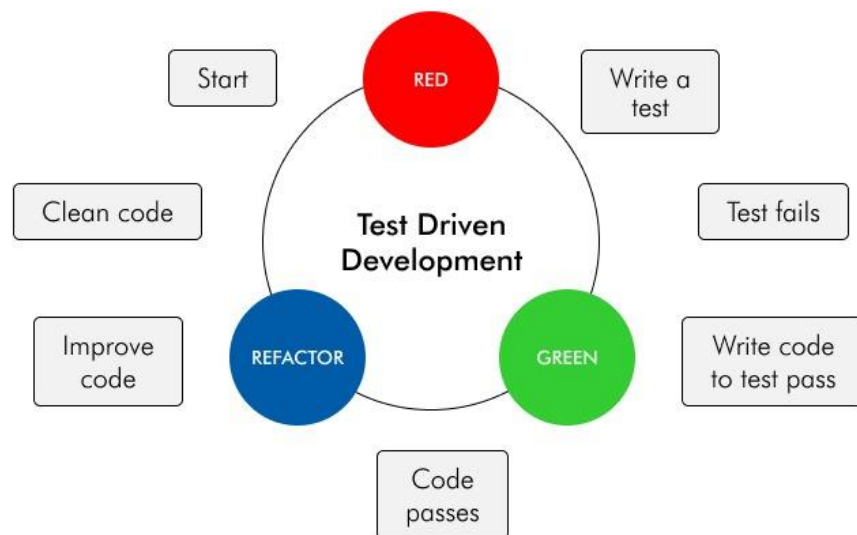 Start
RED
Write a
test
Clean code
Test Driven
Development
Test fails
Improve
code
REFACTOR
GREEN
Write code
to test pass
Code
passes